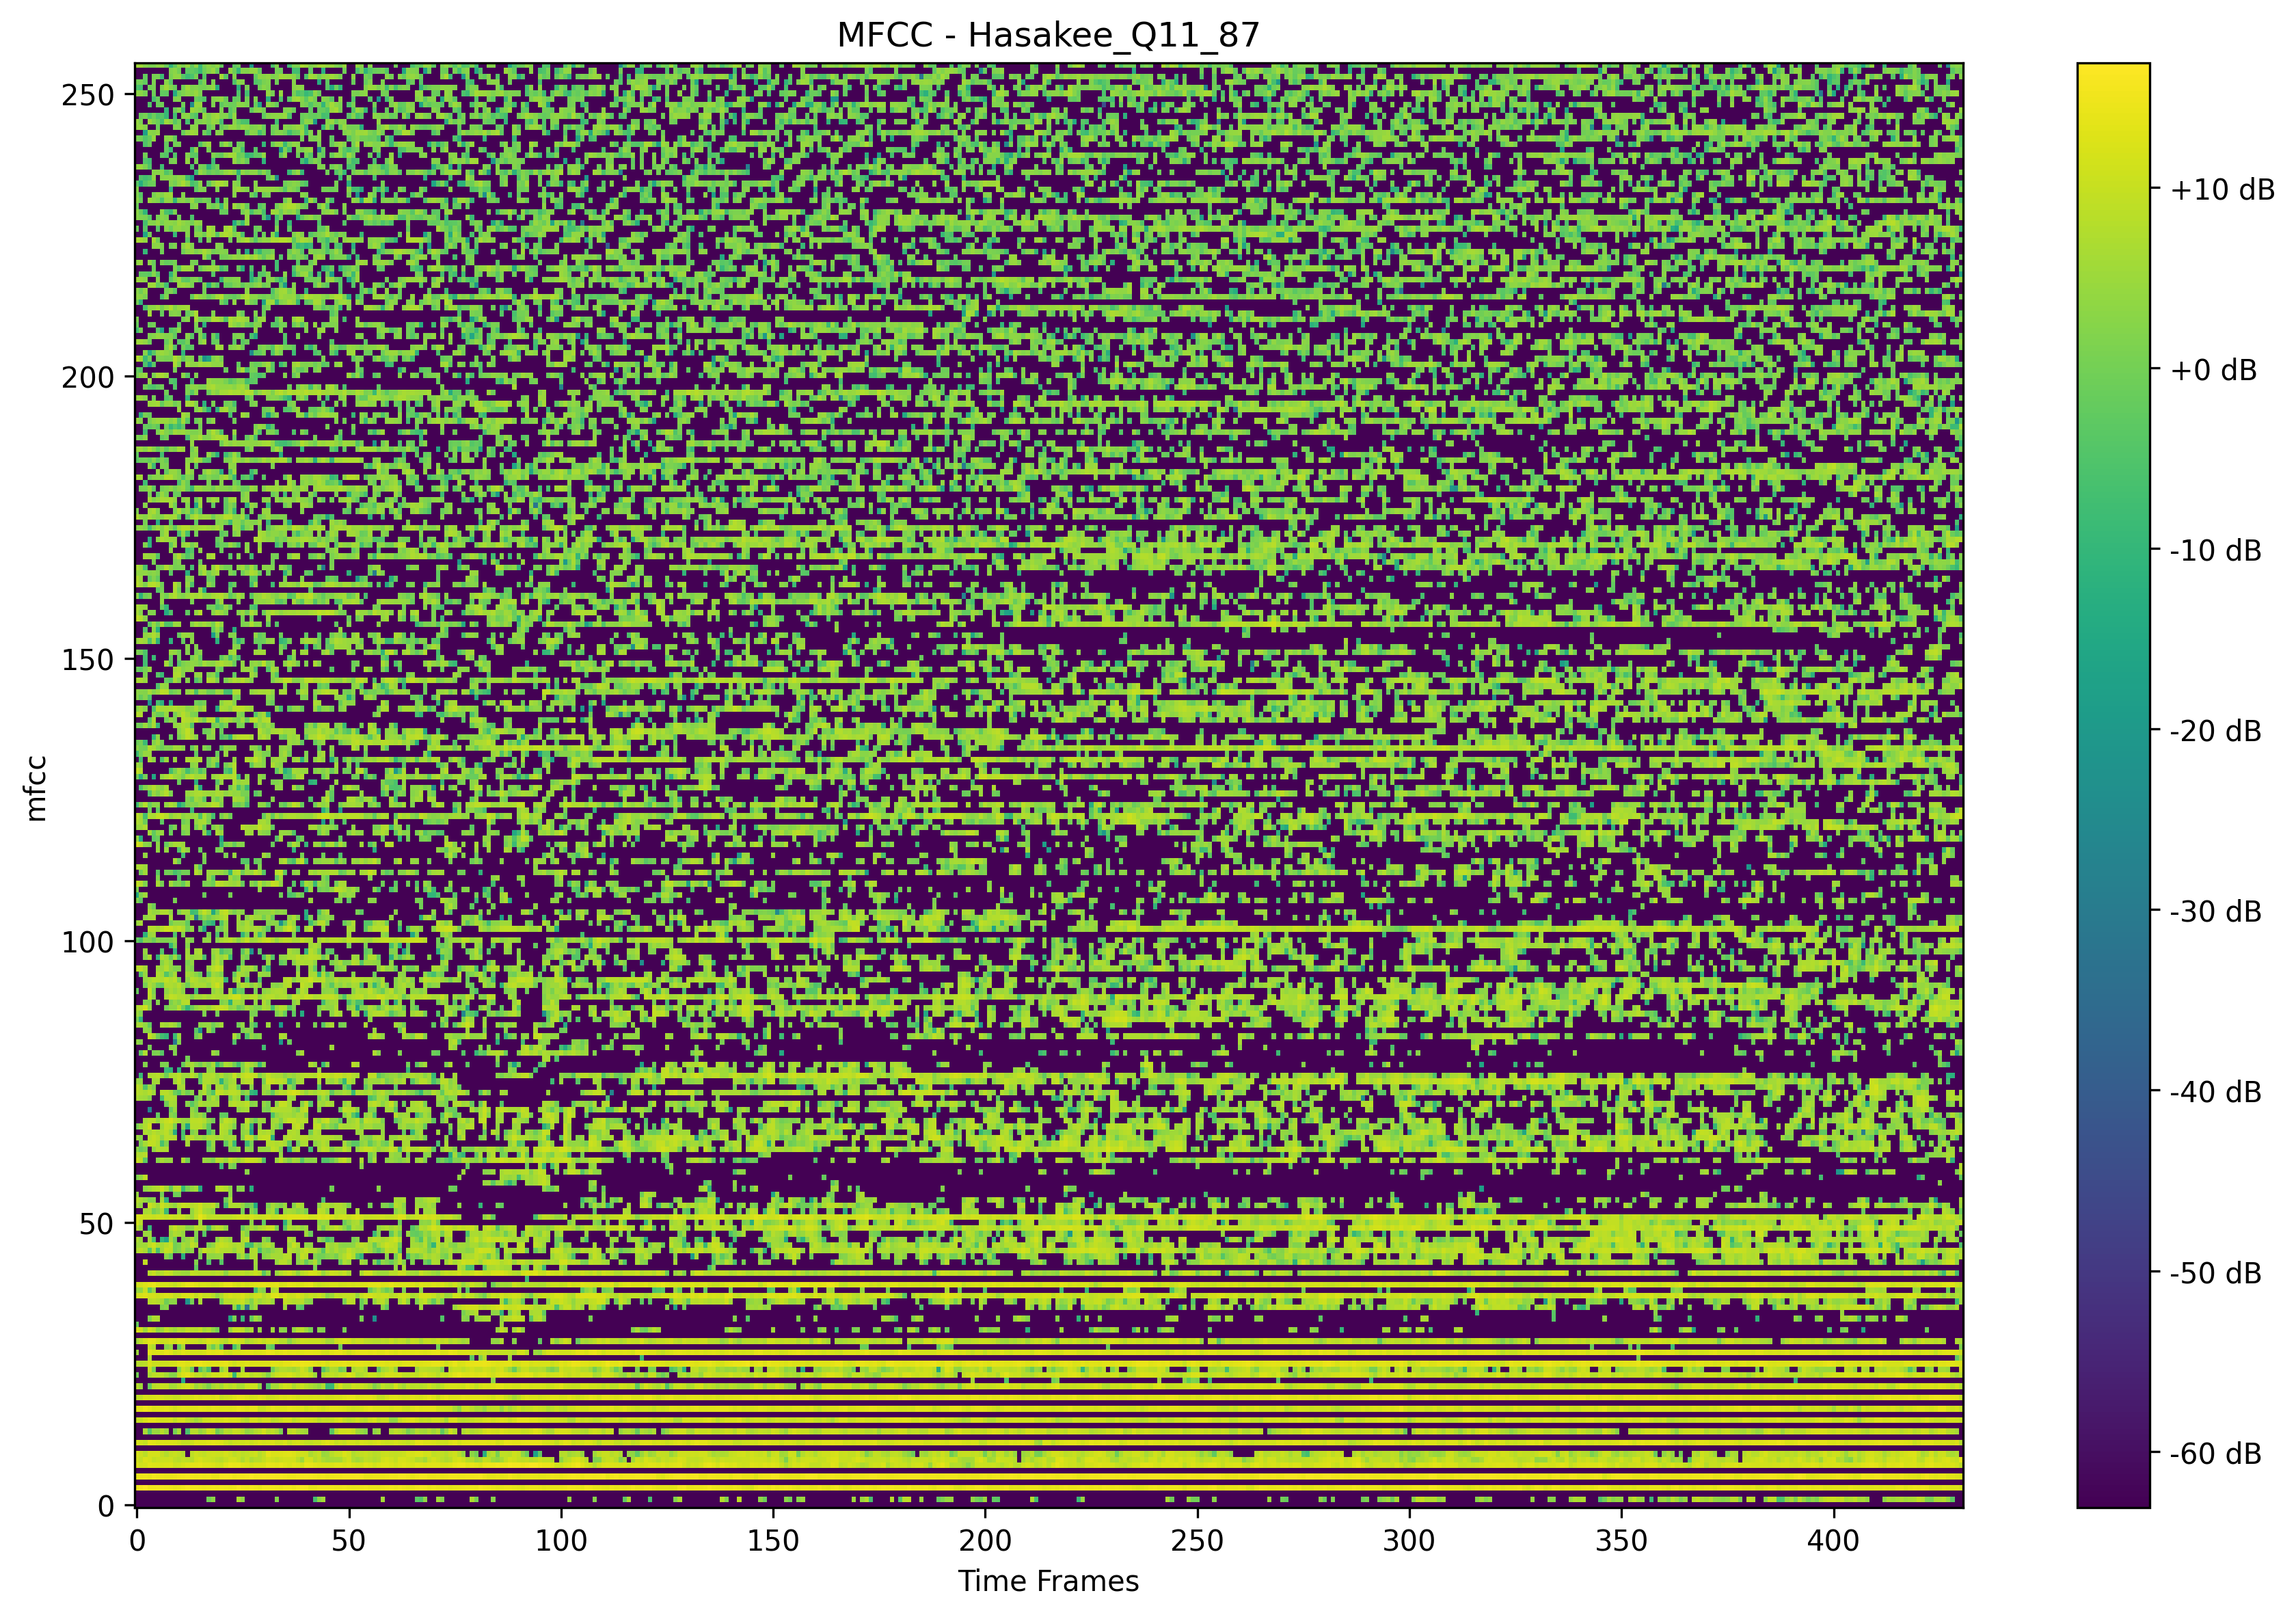 MFCC - Hasakee_Q11_87
250
200
150
100
50
0
mfcc
0 50 100 150 200 250 300 350 400
Time Frames
+10 dB
+0 dB
-10 dB
-20 dB
-30 dB
-40 dB
-50 dB
-60 dB